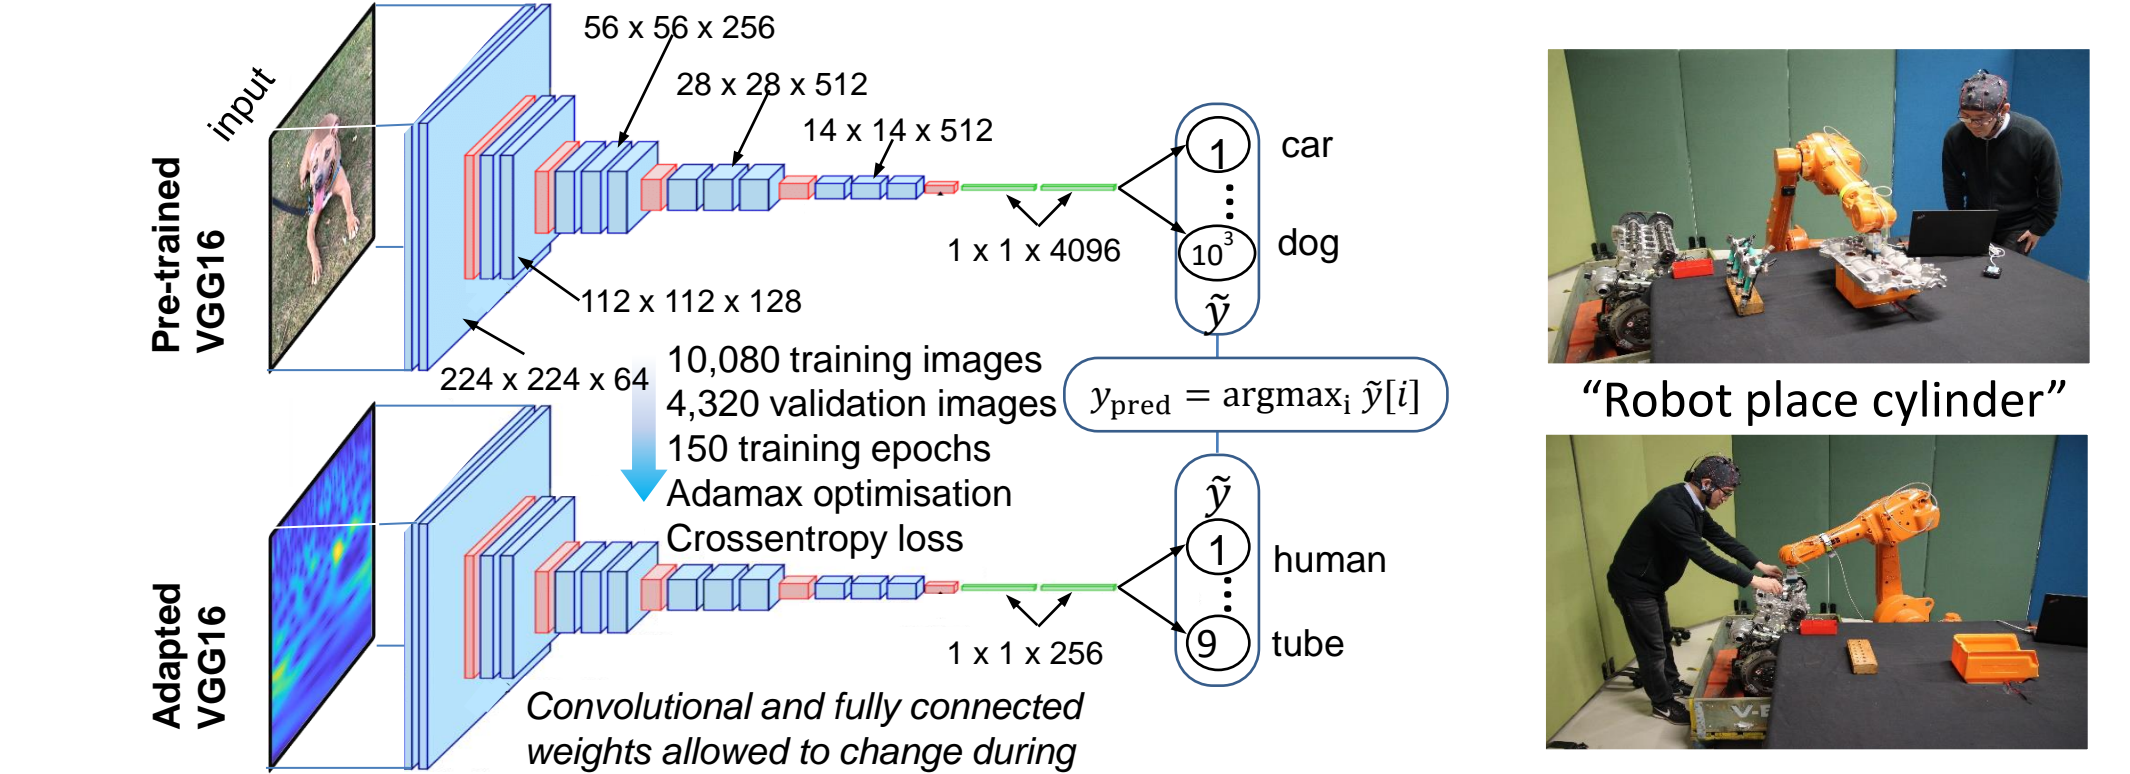 input
Pre-trained
VGG16
56 x 56 x 256
28 x 28 x 512
14 x 14 x 512
1 x 1 x 4096
112 x 112 x 128
224 x 224 x 64
1
car
10³
dog
ỹ
10,080 training images
4,320 validation images
150 training epochs
Adamax optimisation
Crossentropy loss
y_pred = argmax_i ỹ[i]
Adapted
VGG16
ỹ
1
human
9
tube
1 x 1 x 256
Convolutional and fully connected
weights allowed to change during
“Robot place cylinder”